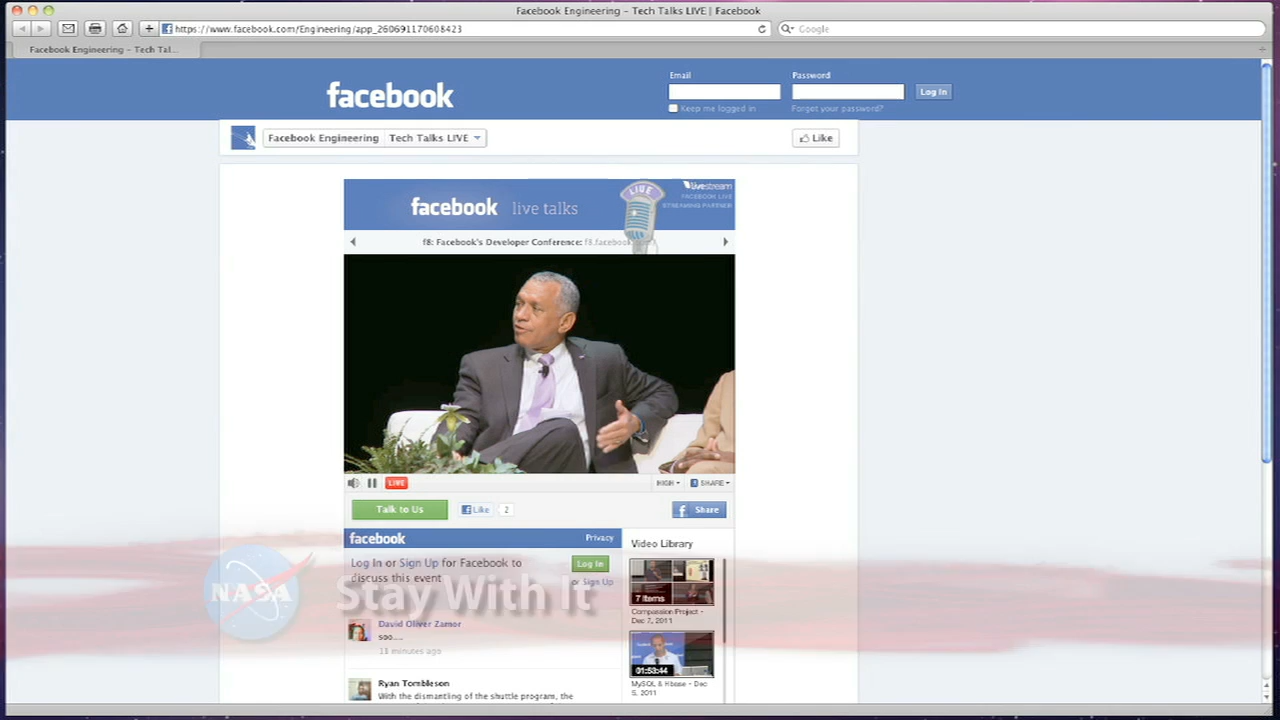 Facebook Engineering – Tech Talks LIVE | Facebook
https://www.facebook.com/Engineering/app_260691170608423
Google
Facebook Engineering – Tech Tal...
facebook
Email
Password
Log In
Keep me logged in
Forgot your password?
Facebook Engineering
Tech Talks LIVE
Like
facebook live talks
LIVE
livestream
FACEBOOK LIVE
STREAMING PARTNER
f8: Facebook's Developer Conference: f8.facebook
LIVE
HIGH
SHARE
Talk to Us
Like
2
Share
facebook
Privacy
Video Library
Log In or Sign Up for Facebook to
discuss this event
Log In
or Sign Up
NASA
Stay With It
7 Items
Compassion Project -
Dec 7, 2011
David Oliver Zamor
soo....
13 minutes ago
01:53:44
MySQL & Hbase - Dec
5, 2011
Ryan Tombleson
With the dismantling of the shuttle program, the